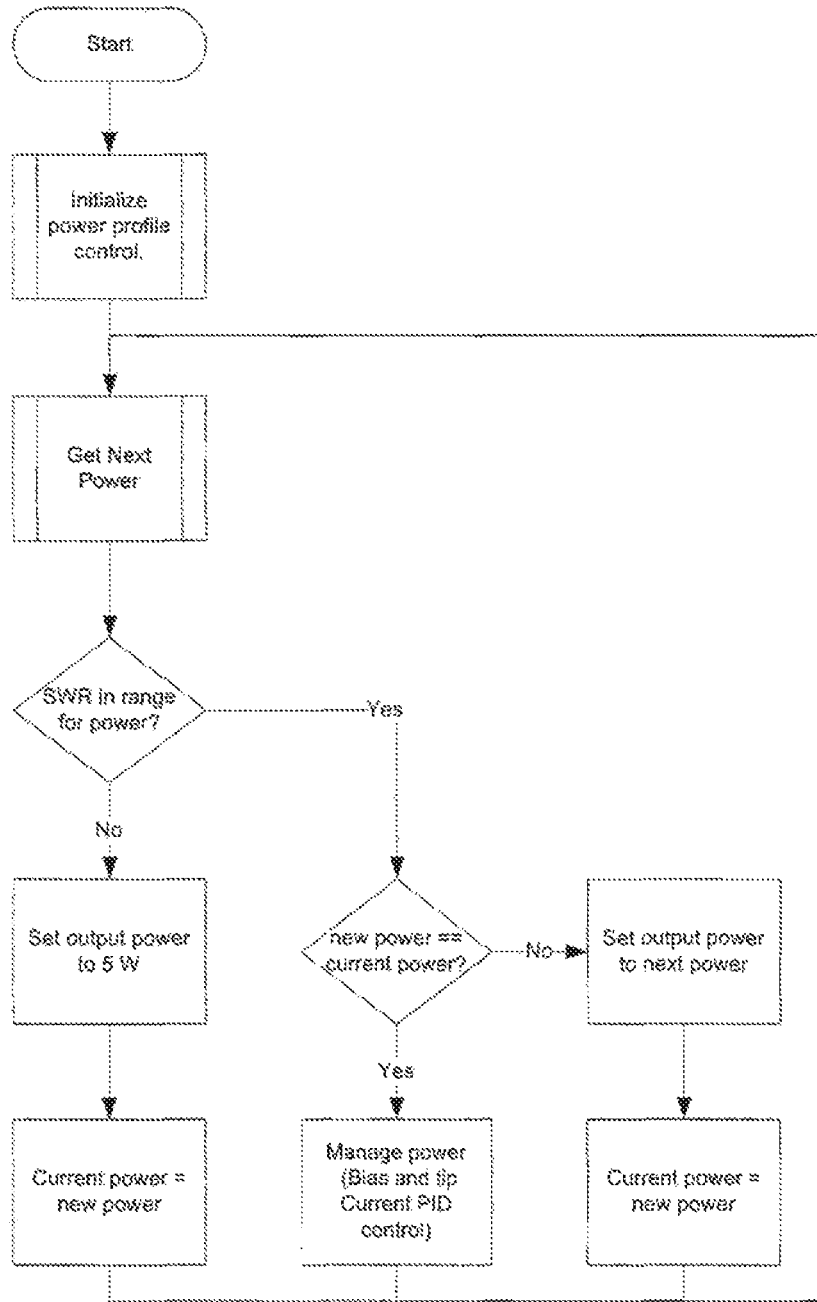 Start
Initialize
power profile
control.
Get Next
Power
SWR in range
for power?
Yes
No
Set output power
to 5 W
new power ==
current power?
No
Set output power
to next power
Yes
Current power =
new power
Manage power
(Bias and tip
Current PID
control)
Current power =
new power